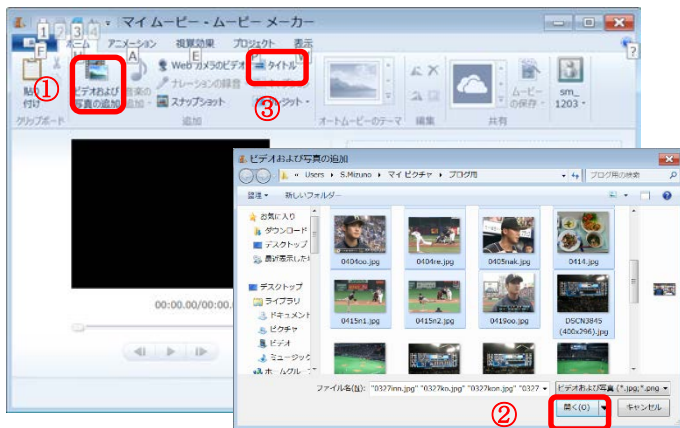 マイ ムービー - ムービー メーカー
1 2 3 4
F
ホーム アニメーション 視覚効果 プロジェクト 表示
A
E
?
①
貼り付け
ビデオおよび写真の追加
音楽の追加
Web カメラのビデオ
ナレーションの録音
スナップショット
タイトル
③
クレジット
ムービーの保存
sm_
1203
クリップボード
追加
オートムービーのテーマ
編集
共有
00:00.00/00:00.
ビデオおよび写真の追加
« Users S.Mizuno マイ ピクチャ ブログ用
ブログ用の検索
整理
新しいフォルダー
お気に入り
ダウンロード
デスクトップ
最近表示した
デスクトップ
ライブラリ
ドキュメント
ピクチャ
ビデオ
ミュージック
ホームグルー
0404oo.jpg
0404re.jpg
0405nak.jpg
0414.jpg
0415n1.jpg
0415n2.jpg
0419oo.jpg
DSCN3845
(400x296).jpg
ファイル名(N):
"0327inn.jpg" "0327ko.jpg" "0327kon.jpg" "0327
ビデオおよび写真 (*.jpg;*.png
②
開く(O)
キャンセル